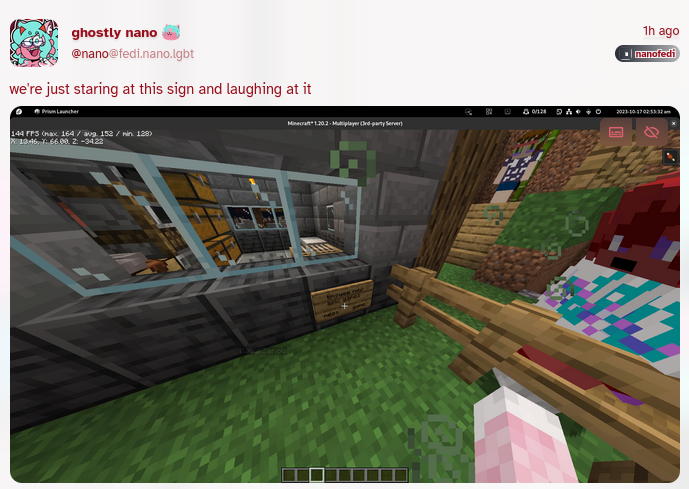 ghostly nano
1h ago
@nano@fedi.nano.lgbt
nanofedi
we're just staring at this sign and laughing at it
Prism Launcher
0/128
2023-10-17 02:53:32 am
Minecraft* 1.20.2 - Multiplayer (3rd-party Server)
144 FPS (max. 164 / avg. 152 / min. 128)
X: 13.46, Y: 66.00, Z: -34.22